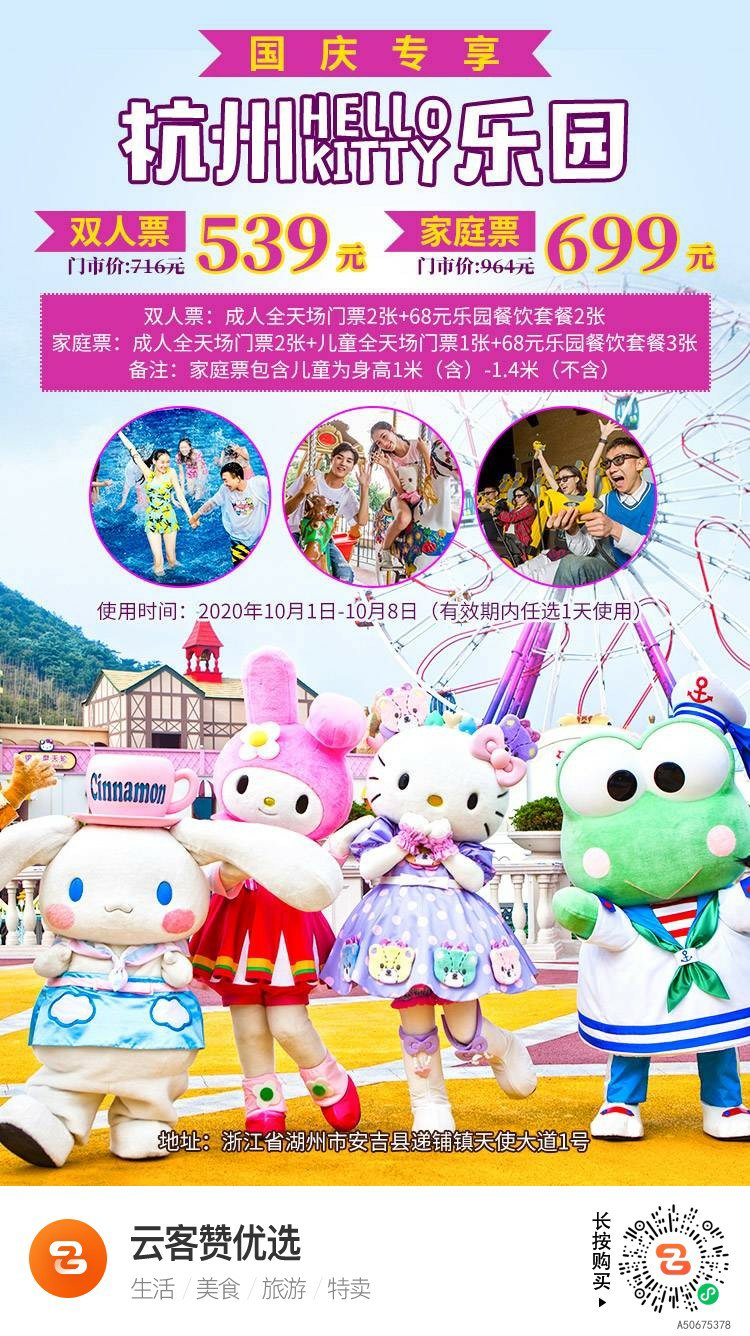 国庆专享
杭州HELLO KITTY乐园
双人票 539元
门市价:716元
家庭票 699元
门市价:964元
双人票：成人全天场门票2张+68元乐园餐饮套餐2张
家庭票：成人全天场门票2张+儿童全天场门票1张+68元乐园餐饮套餐3张
备注：家庭票包含儿童为身高1米（含）-1.4米（不含）
使用时间：2020年10月1日-10月8日（有效期内任选1天使用）
Cinnamon
地址：浙江省湖州市安吉县递铺镇天使大道1号
云客赞优选
生活/美食/旅游/特卖
长按购买
A50675378